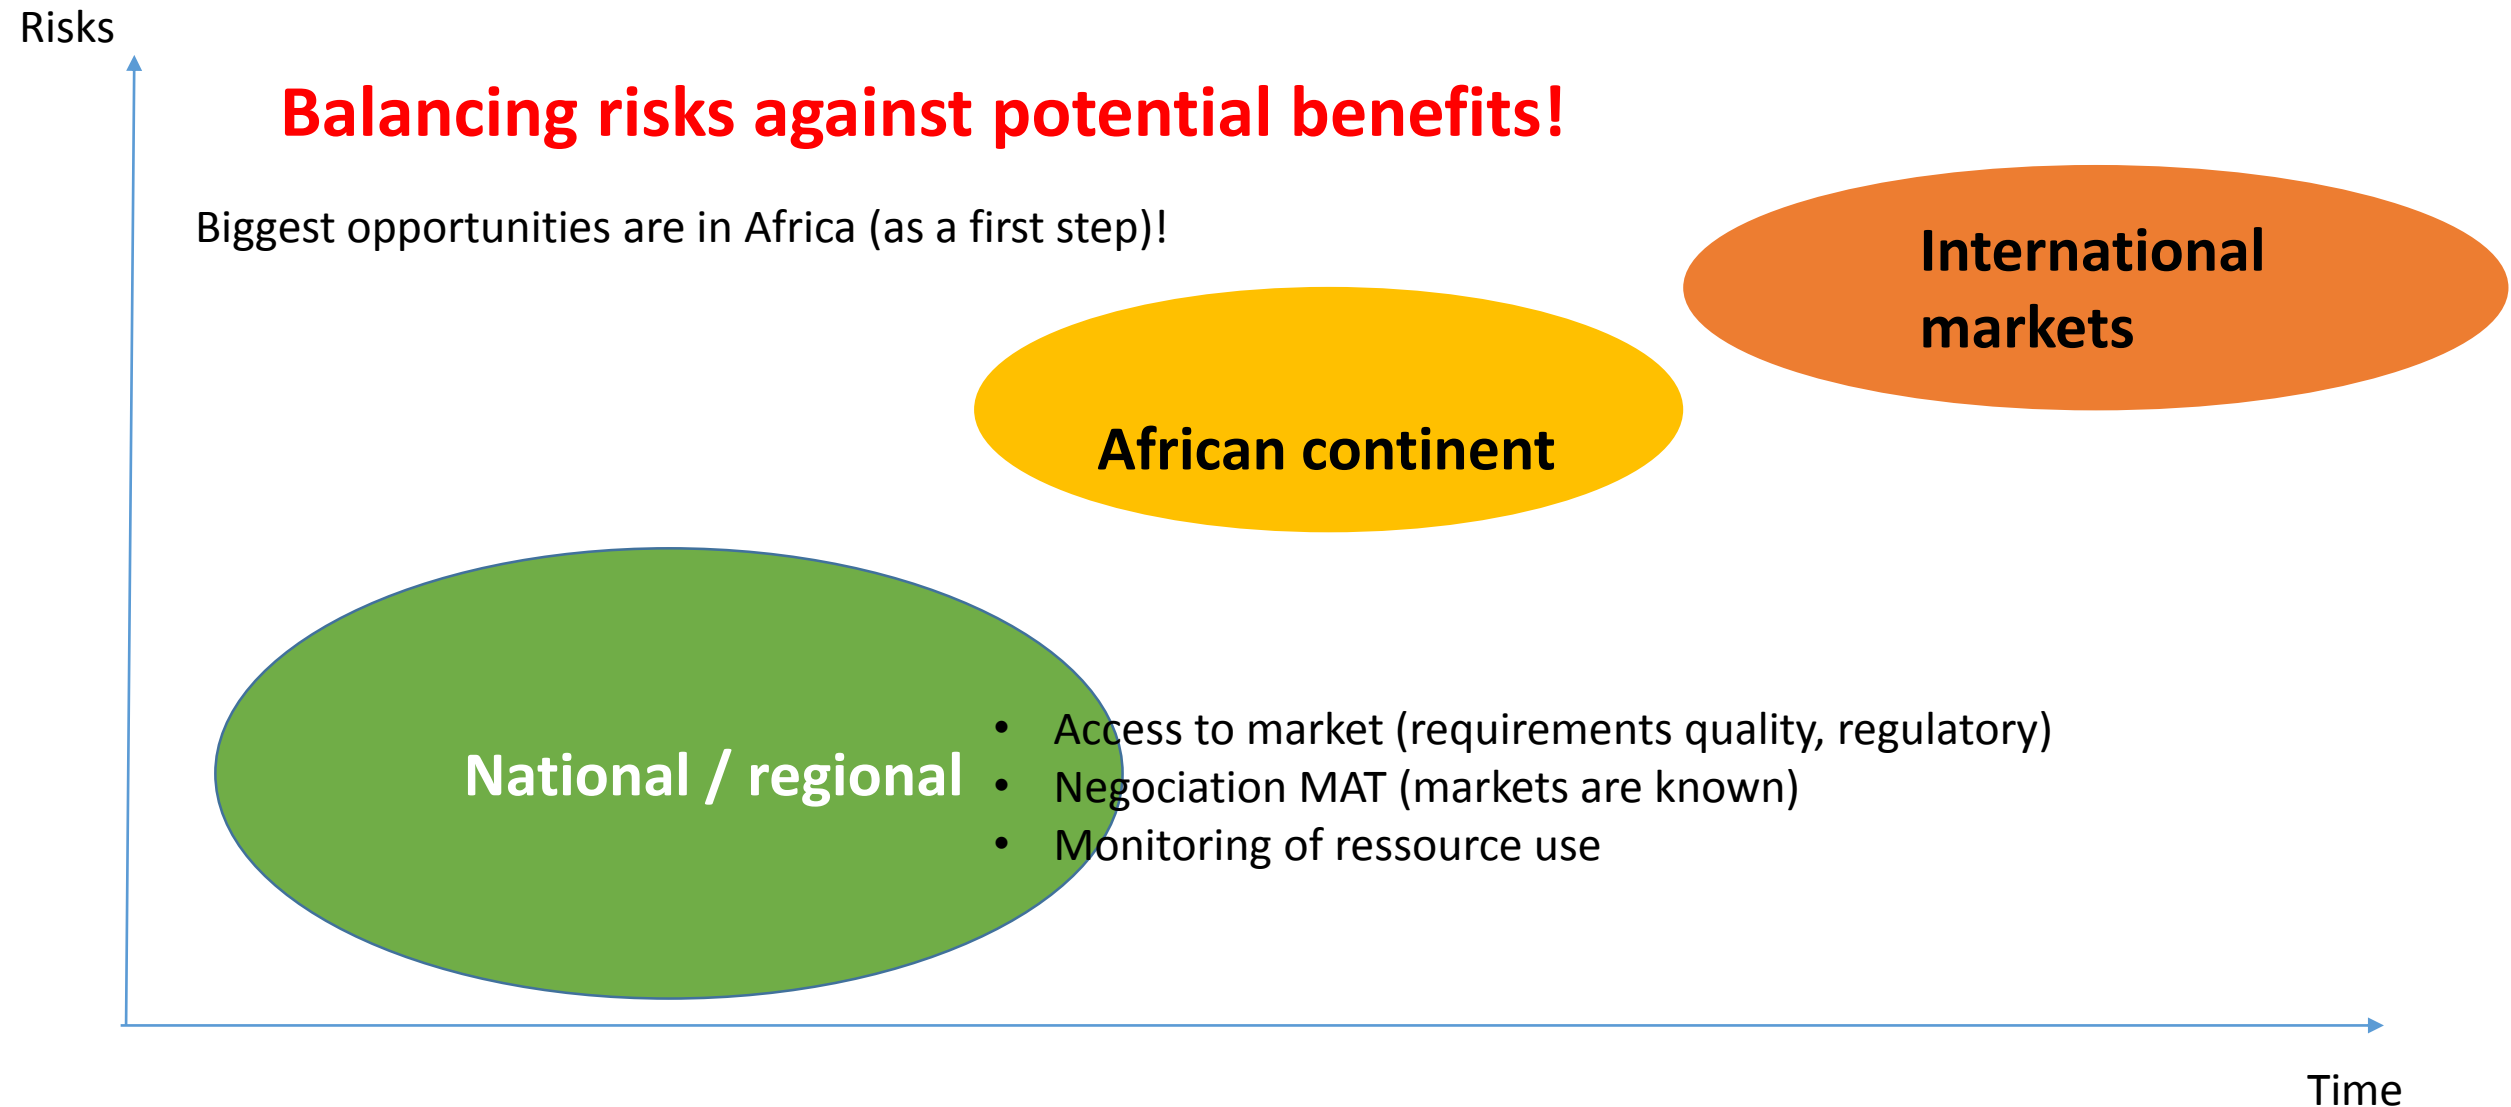 Risks
Balancing risks against potential benefits!
Biggest opportunities are in Africa (as a first step)!
International
markets
African continent
National / regional
• Access to market (requirements quality, regulatory)
• Negociation MAT (markets are known)
• Monitoring of ressource use
Time